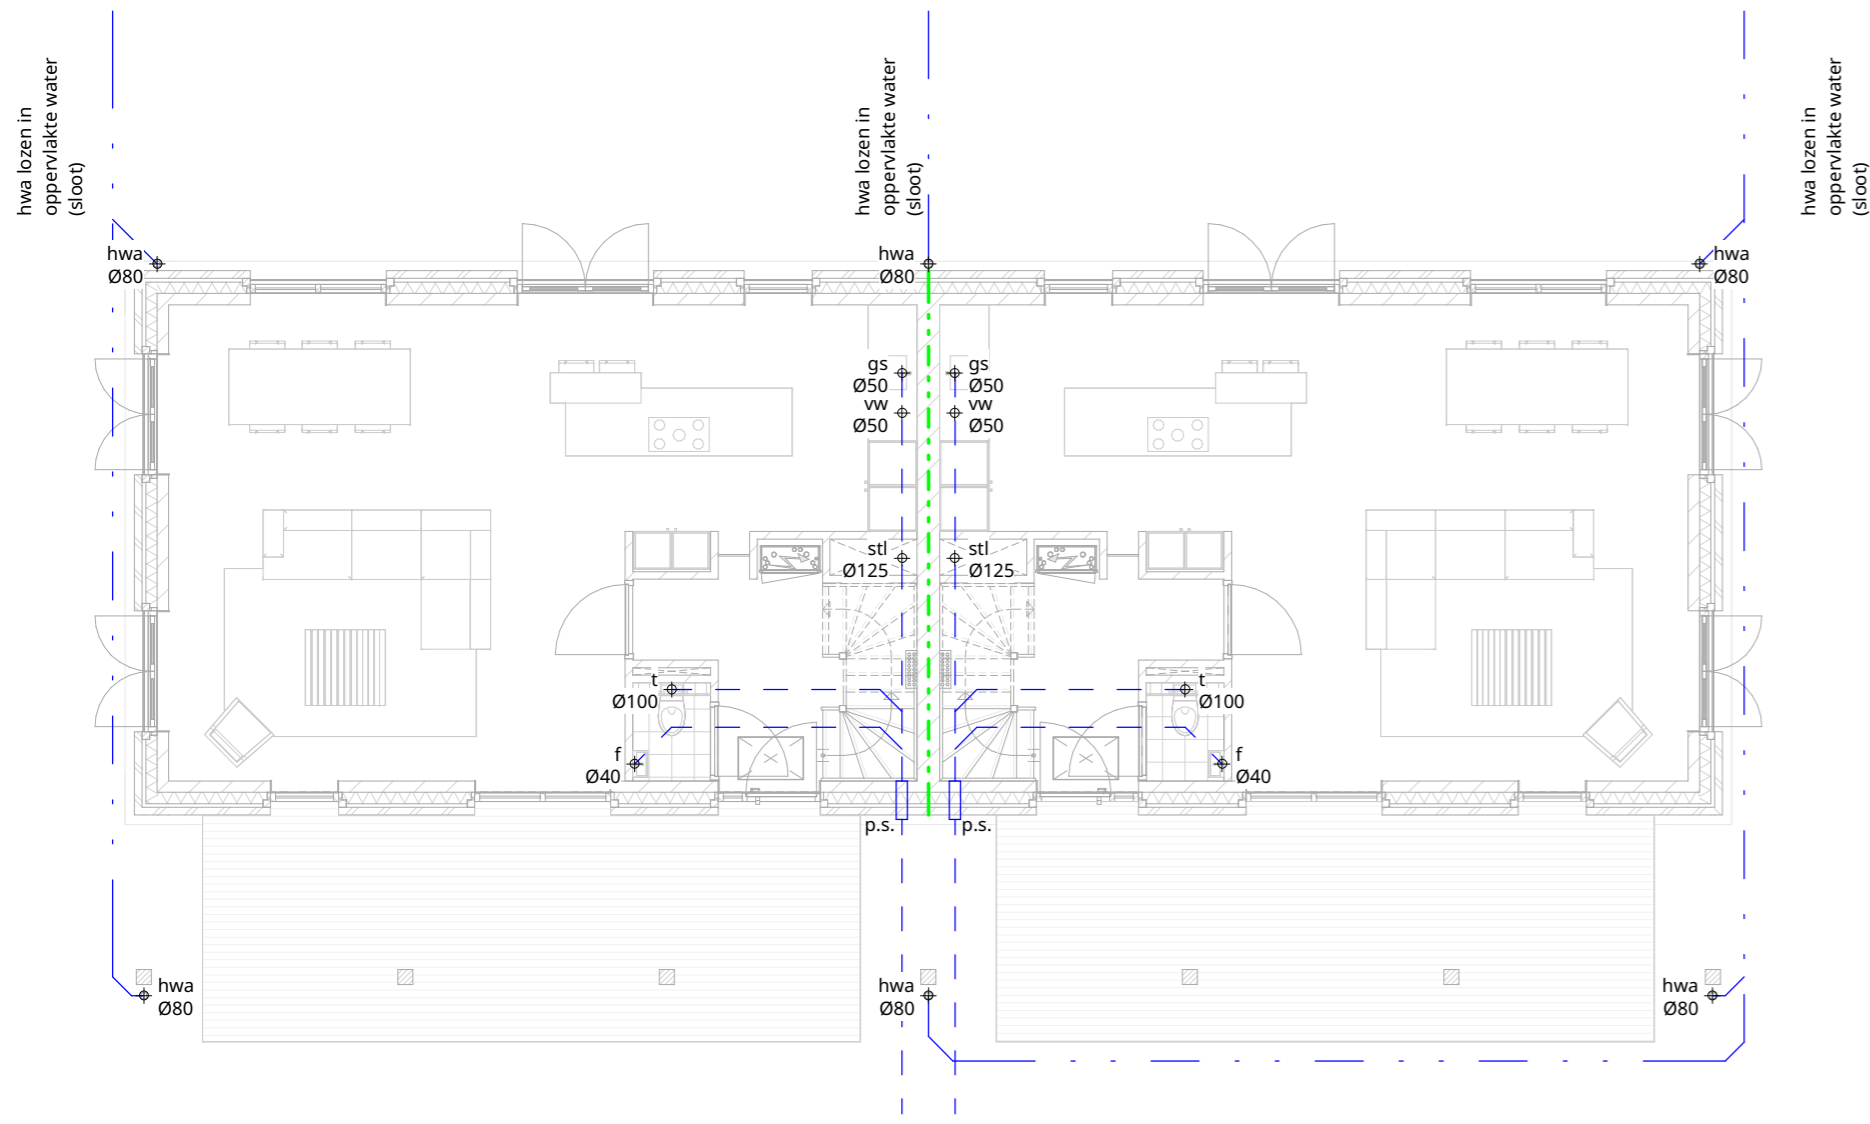 hwa lozen in
oppervlakte water
(sloot)
hwa lozen in
oppervlakte water
(sloot)
hwa lozen in
oppervlakte water
(sloot)
hwa
Ø80
hwa
Ø80
hwa
Ø80
gs
Ø50
vw
Ø50
gs
Ø50
vw
Ø50
stl
Ø125
stl
Ø125
t
Ø100
t
Ø100
f
Ø40
f
Ø40
p.s.
p.s.
hwa
Ø80
hwa
Ø80
hwa
Ø80